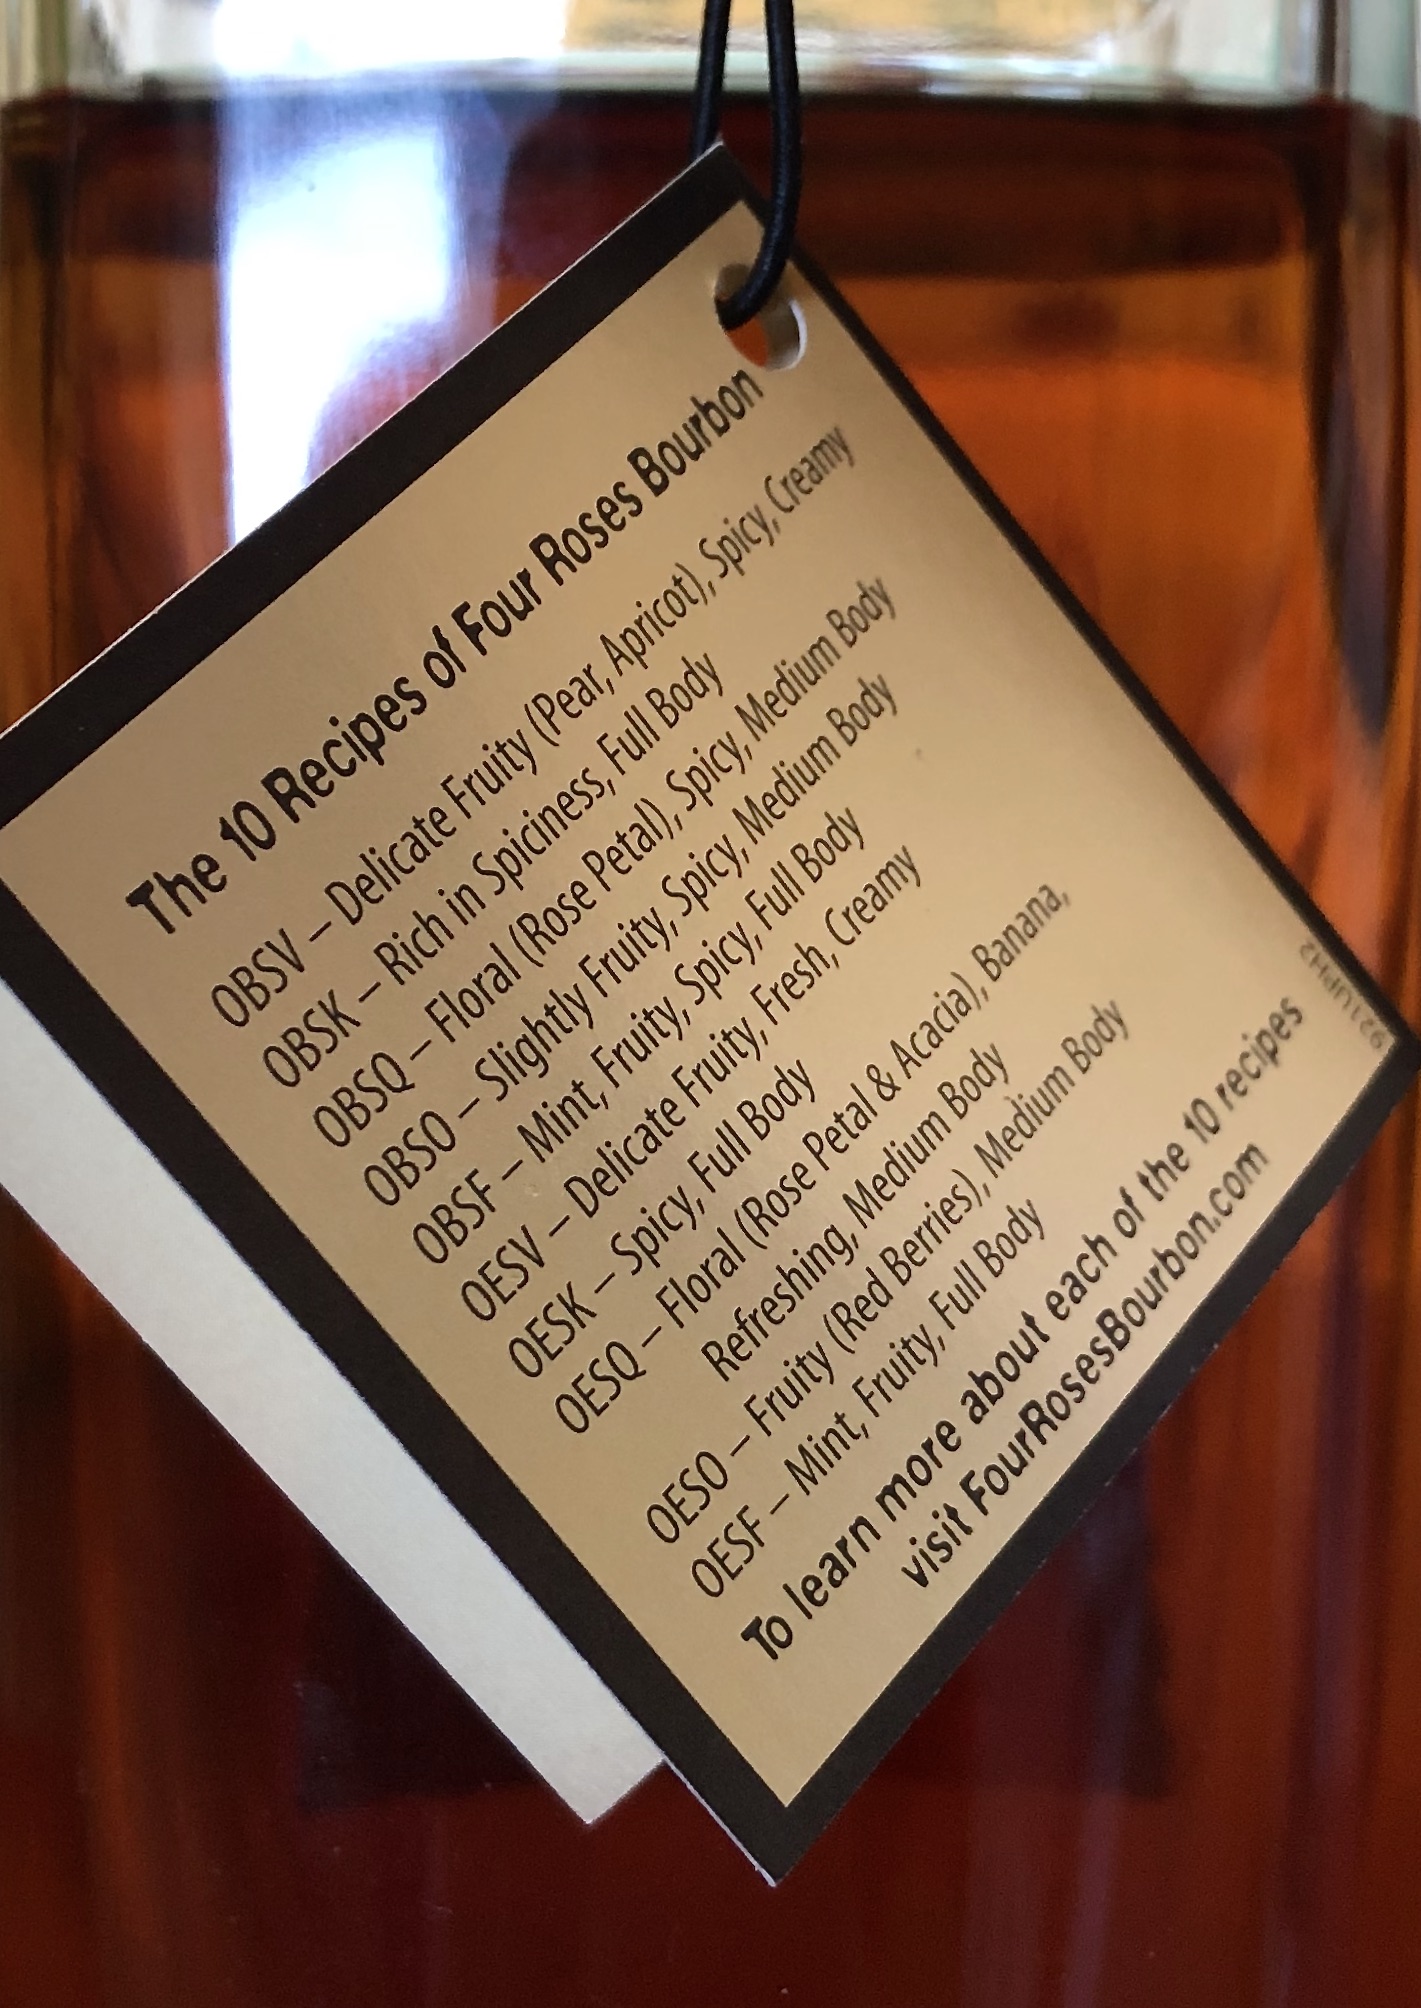 The 10 Recipes of Four Roses Bourbon
OBSV – Delicate Fruity (Pear, Apricot), Spicy, Creamy
OBSK – Rich in Spiciness, Full Body
OBSQ – Floral (Rose Petal), Spicy, Medium Body
OBSO – Slightly Fruity, Spicy, Medium Body
OBSF – Mint, Fruity, Spicy, Full Body
OESV – Delicate Fruity, Fresh, Creamy
OESK – Spicy, Full Body
OESQ – Floral (Rose Petal & Acacia), Banana,
Refreshing, Medium Body
OESO – Fruity (Red Berries), Medium Body
OESF – Mint, Fruity, Full Body
To learn more about each of the 10 recipes
visit FourRosesBourbon.com